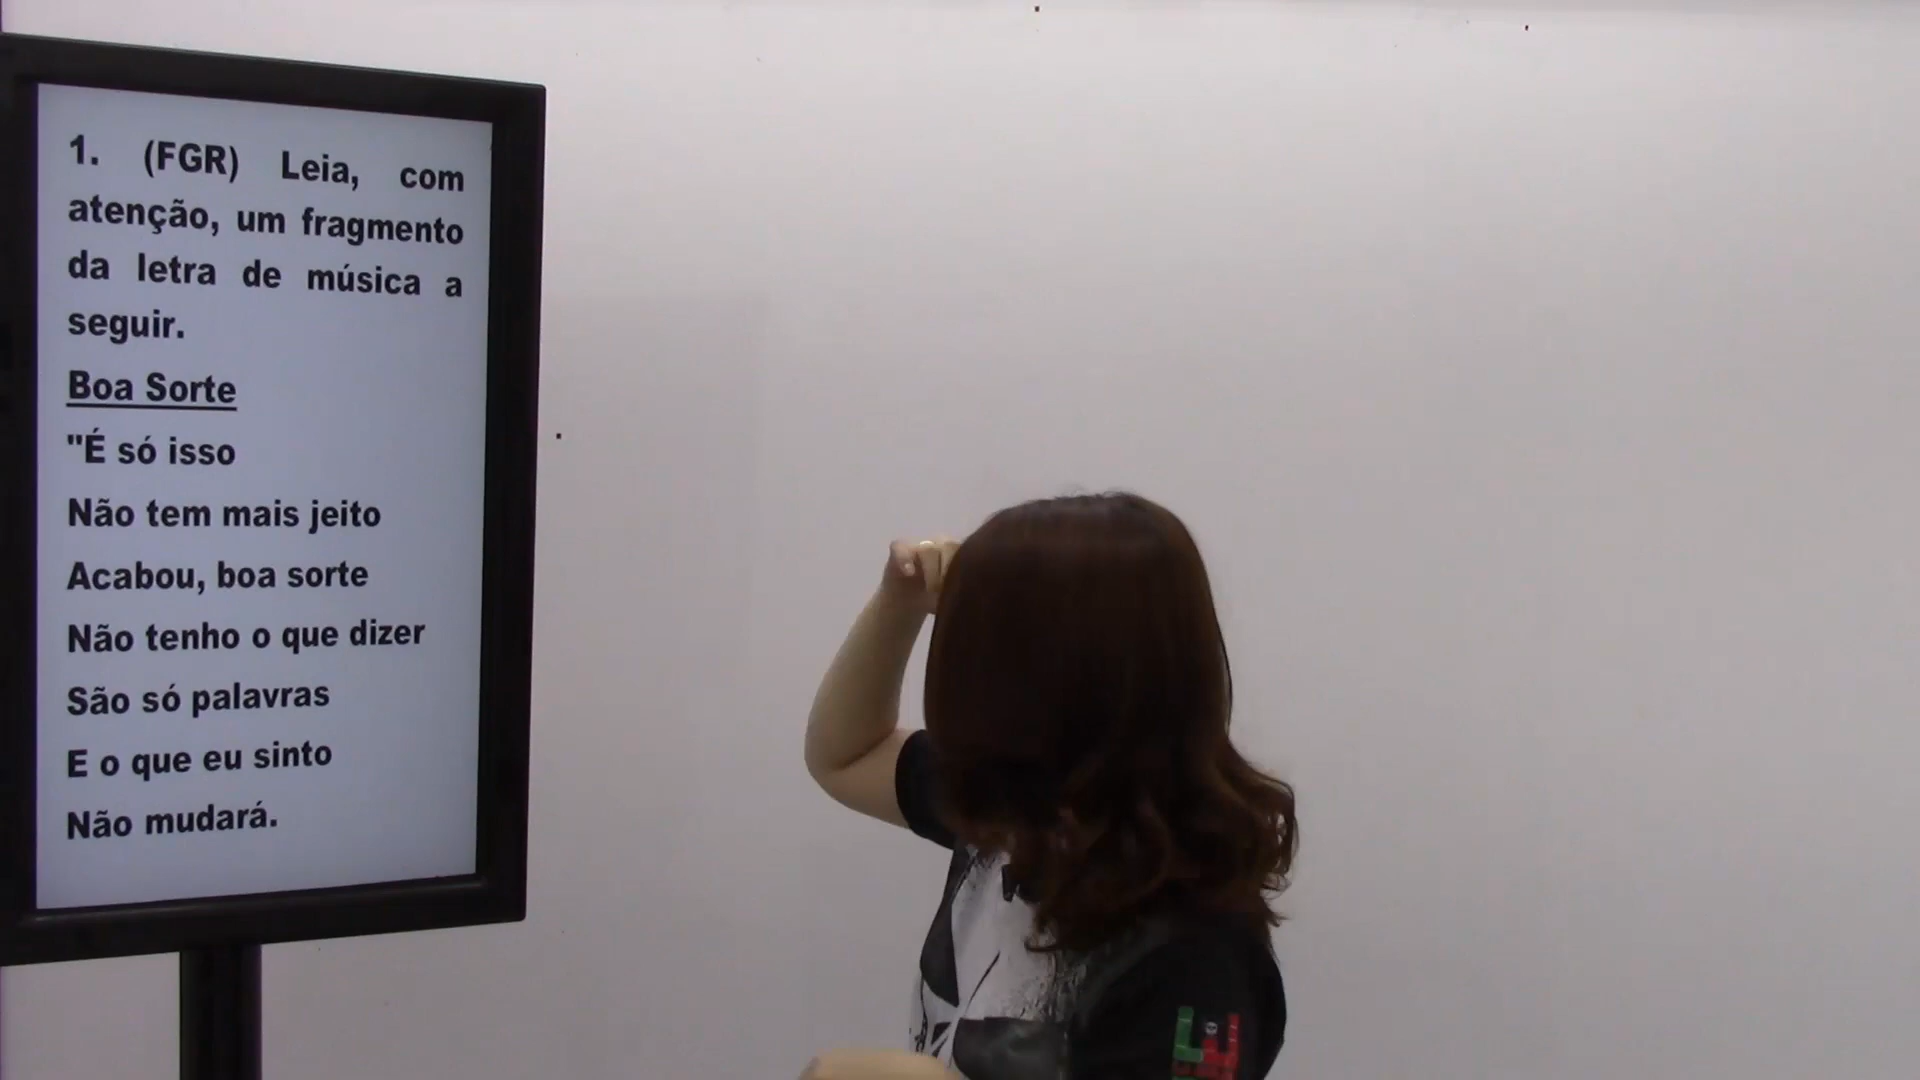 1. (FGR) Leia, com
atenção, um fragmento
da letra de música a
seguir.
Boa Sorte
"É só isso
Não tem mais jeito
Acabou, boa sorte
Não tenho o que dizer
São só palavras
E o que eu sinto
Não mudará.